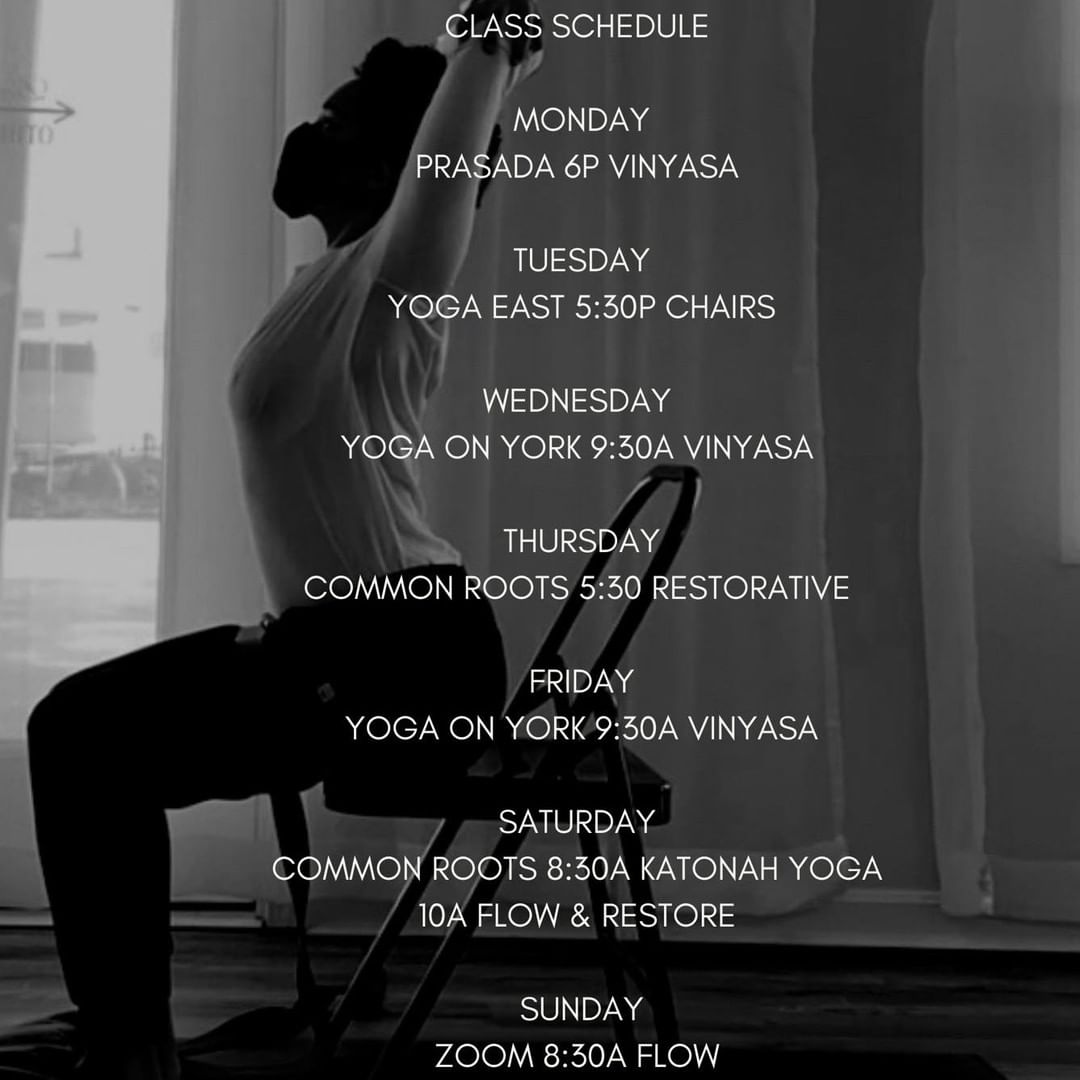 CLASS SCHEDULE
MONDAY
PRASADA 6P VINYASA
TUESDAY
YOGA EAST 5:30P CHAIRS
WEDNESDAY
YOGA ON YORK 9:30A VINYASA
THURSDAY
COMMON ROOTS 5:30 RESTORATIVE
FRIDAY
YOGA ON YORK 9:30A VINYASA
SATURDAY
COMMON ROOTS 8:30A KATONAH YOGA
10A FLOW & RESTORE
SUNDAY
ZOOM 8:30A FLOW